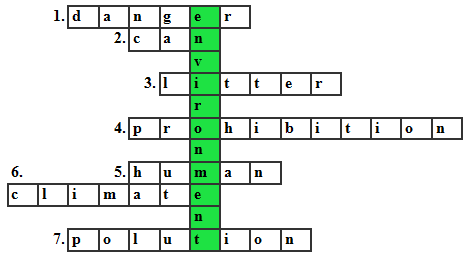 1. d a n g e r
2. c a n
v
3. l i t t e r
r
4. p r o h i b i t i o n
n
6. 5. h u m a n
c l i m a t e
n
7. p o l u t i o n